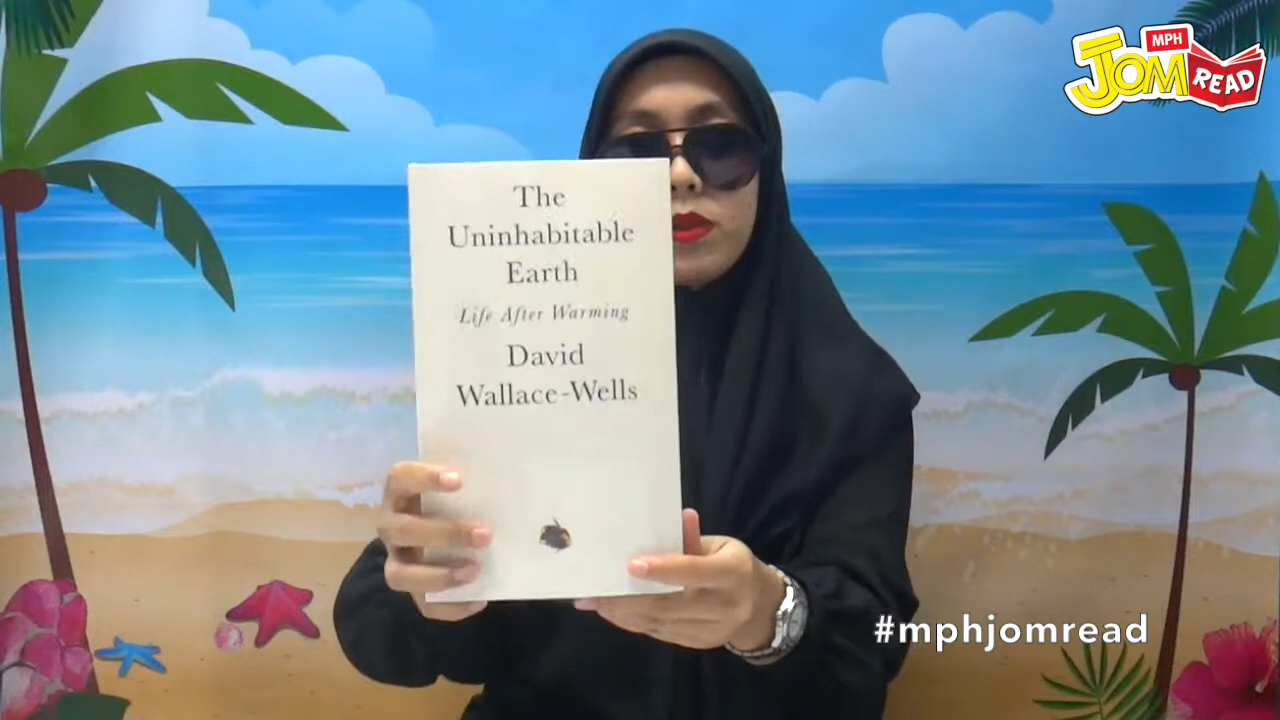 MPH
JOM
READ
The
Uninhabitable
Earth
Life After Warming
David
Wallace-Wells
#mphjomread